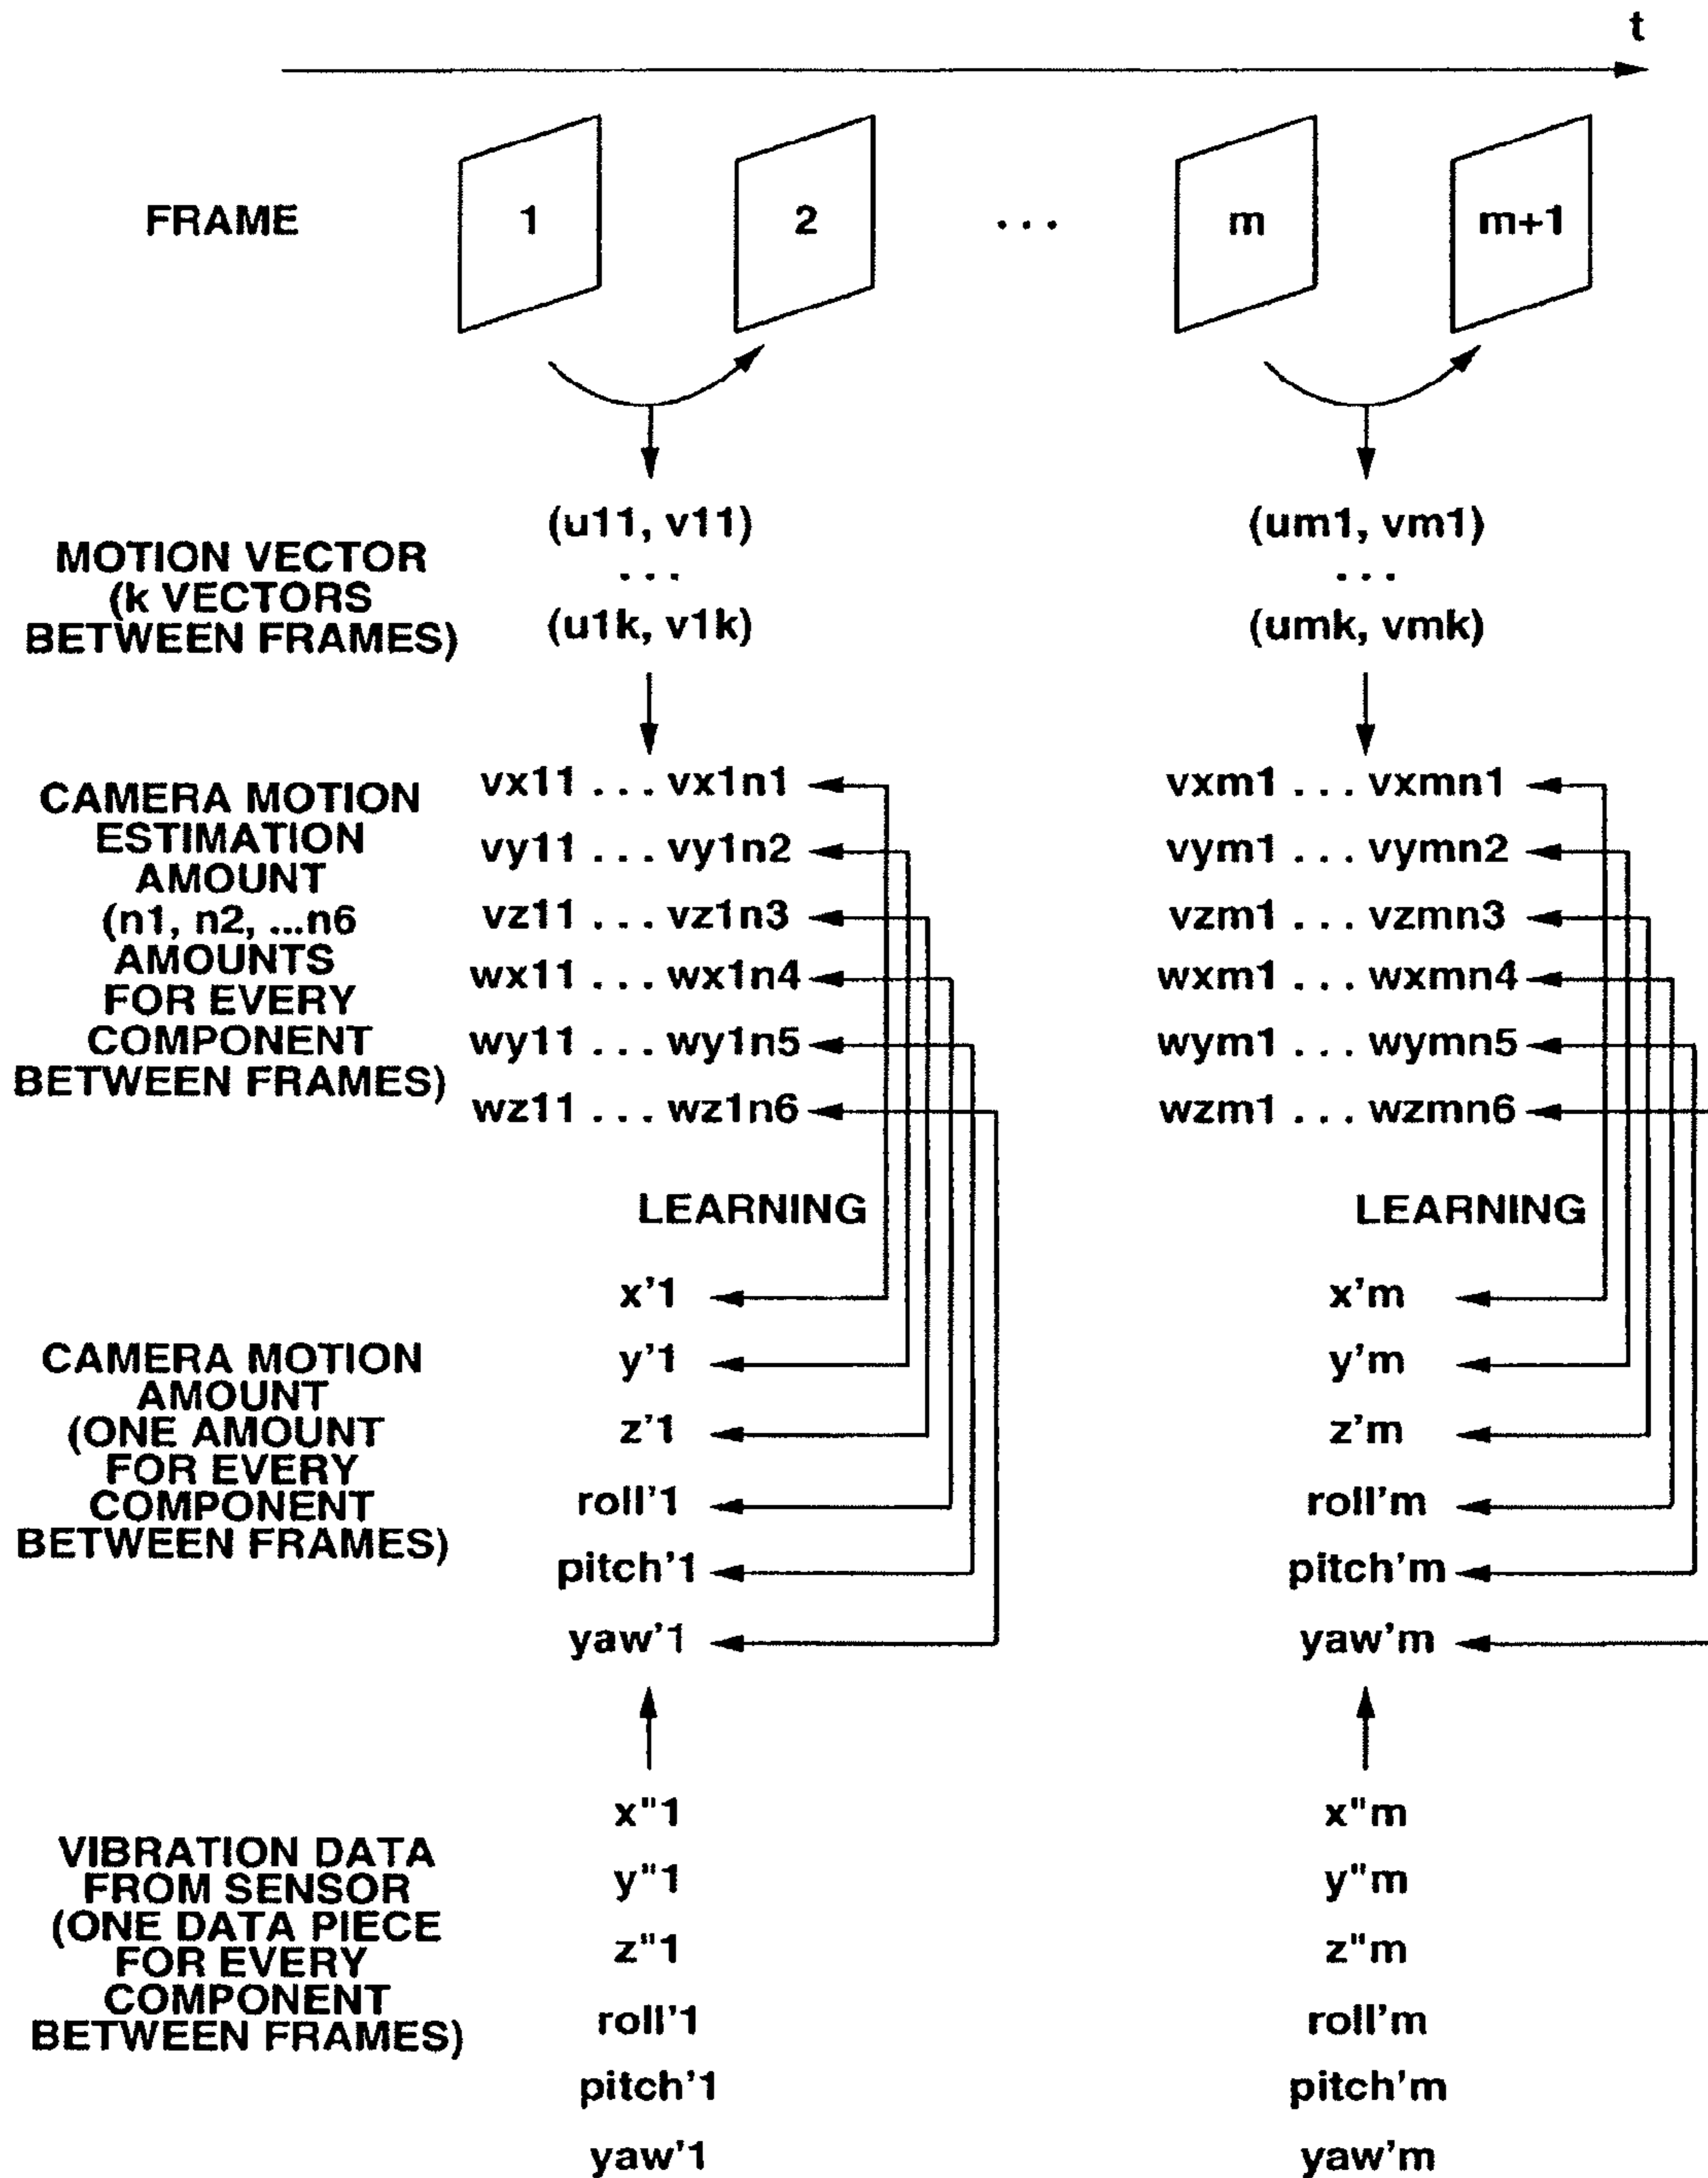 t
FRAME 1 2 ... m m+1
MOTION VECTOR
(k VECTORS
BETWEEN FRAMES)
(u11, v11)
...
(u1k, v1k)
(um1, vm1)
...
(umk, vmk)
CAMERA MOTION
ESTIMATION
AMOUNT
(n1, n2, ...n6
AMOUNTS
FOR EVERY
COMPONENT
BETWEEN FRAMES)
vx11 ... vx1n1
vy11 ... vy1n2
vz11 ... vz1n3
wx11 ... wx1n4
wy11 ... wy1n5
wz11 ... wz1n6
vxm1 ... vxmn1
vym1 ... vymn2
vzm1 ... vzmn3
wxm1 ... wxmn4
wym1 ... wymn5
wzm1 ... wzmn6
LEARNING
LEARNING
CAMERA MOTION
AMOUNT
(ONE AMOUNT
FOR EVERY
COMPONENT
BETWEEN FRAMES)
x'1
y'1
z'1
roll'1
pitch'1
yaw'1
x'm
y'm
z'm
roll'm
pitch'm
yaw'm
VIBRATION DATA
FROM SENSOR
(ONE DATA PIECE
FOR EVERY
COMPONENT
BETWEEN FRAMES)
x"1
y"1
z"1
roll'1
pitch'1
yaw'1
x"m
y"m
z"m
roll'm
pitch'm
yaw'm